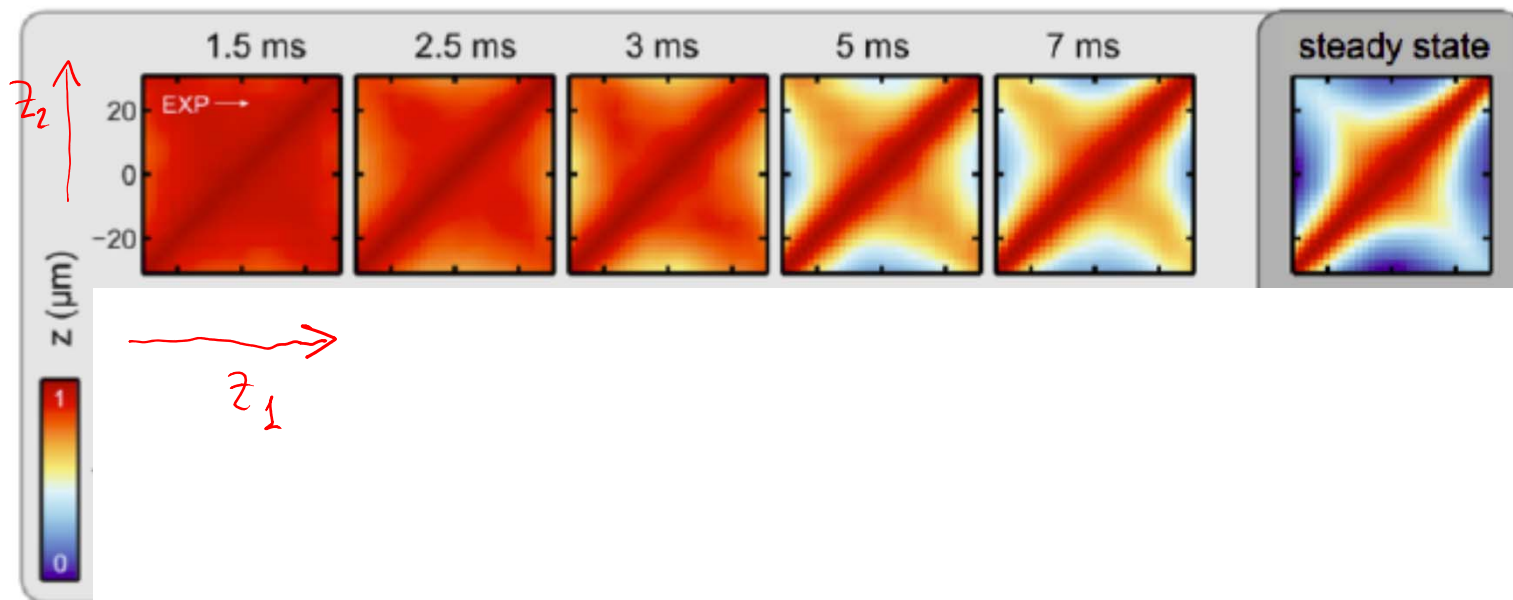 1.5 ms 2.5 ms 3 ms 5 ms 7 ms steady state
z₂
EXP →
20
0
−20
z (μm)
z₁
1
0